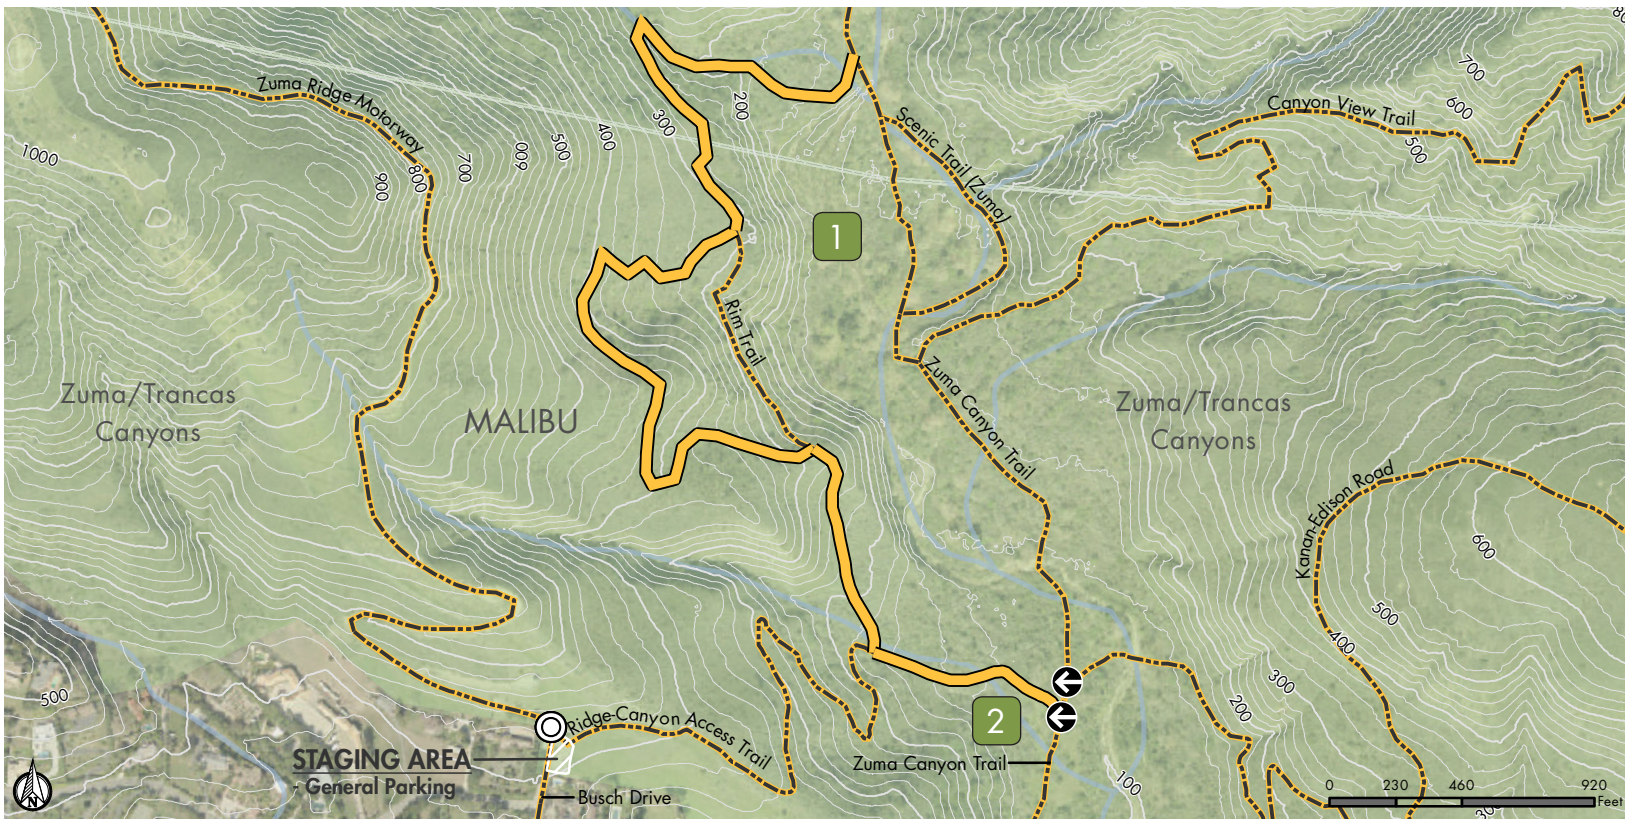 80
700
Zuma Ridge Motorway
200
600
Canyon View Trail
300
Scenic Trail (Zuma)
400
500
500
600
1000
700
800
900
1
Rim Trail
Zuma/Trancas
Canyons
MALIBU
Zuma Canyon Trail
Zuma/Trancas
Canyons
Kanan-Edison Road
600
500
400
300
200
500
2
Ridge-Canyon Access Trail
STAGING AREA
- General Parking
Zuma Canyon Trail
100
Busch Drive
N
0 230 460 920
Feet
300